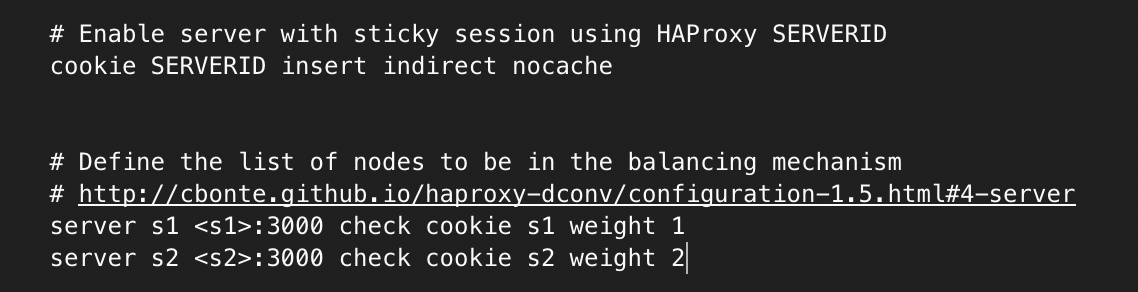 # Enable server with sticky session using HAProxy SERVERID
cookie SERVERID insert indirect nocache
# Define the list of nodes to be in the balancing mechanism
# http://cbonte.github.io/haproxy-dconv/configuration-1.5.html#4-server
server s1 <s1>:3000 check cookie s1 weight 1
server s2 <s2>:3000 check cookie s2 weight 2